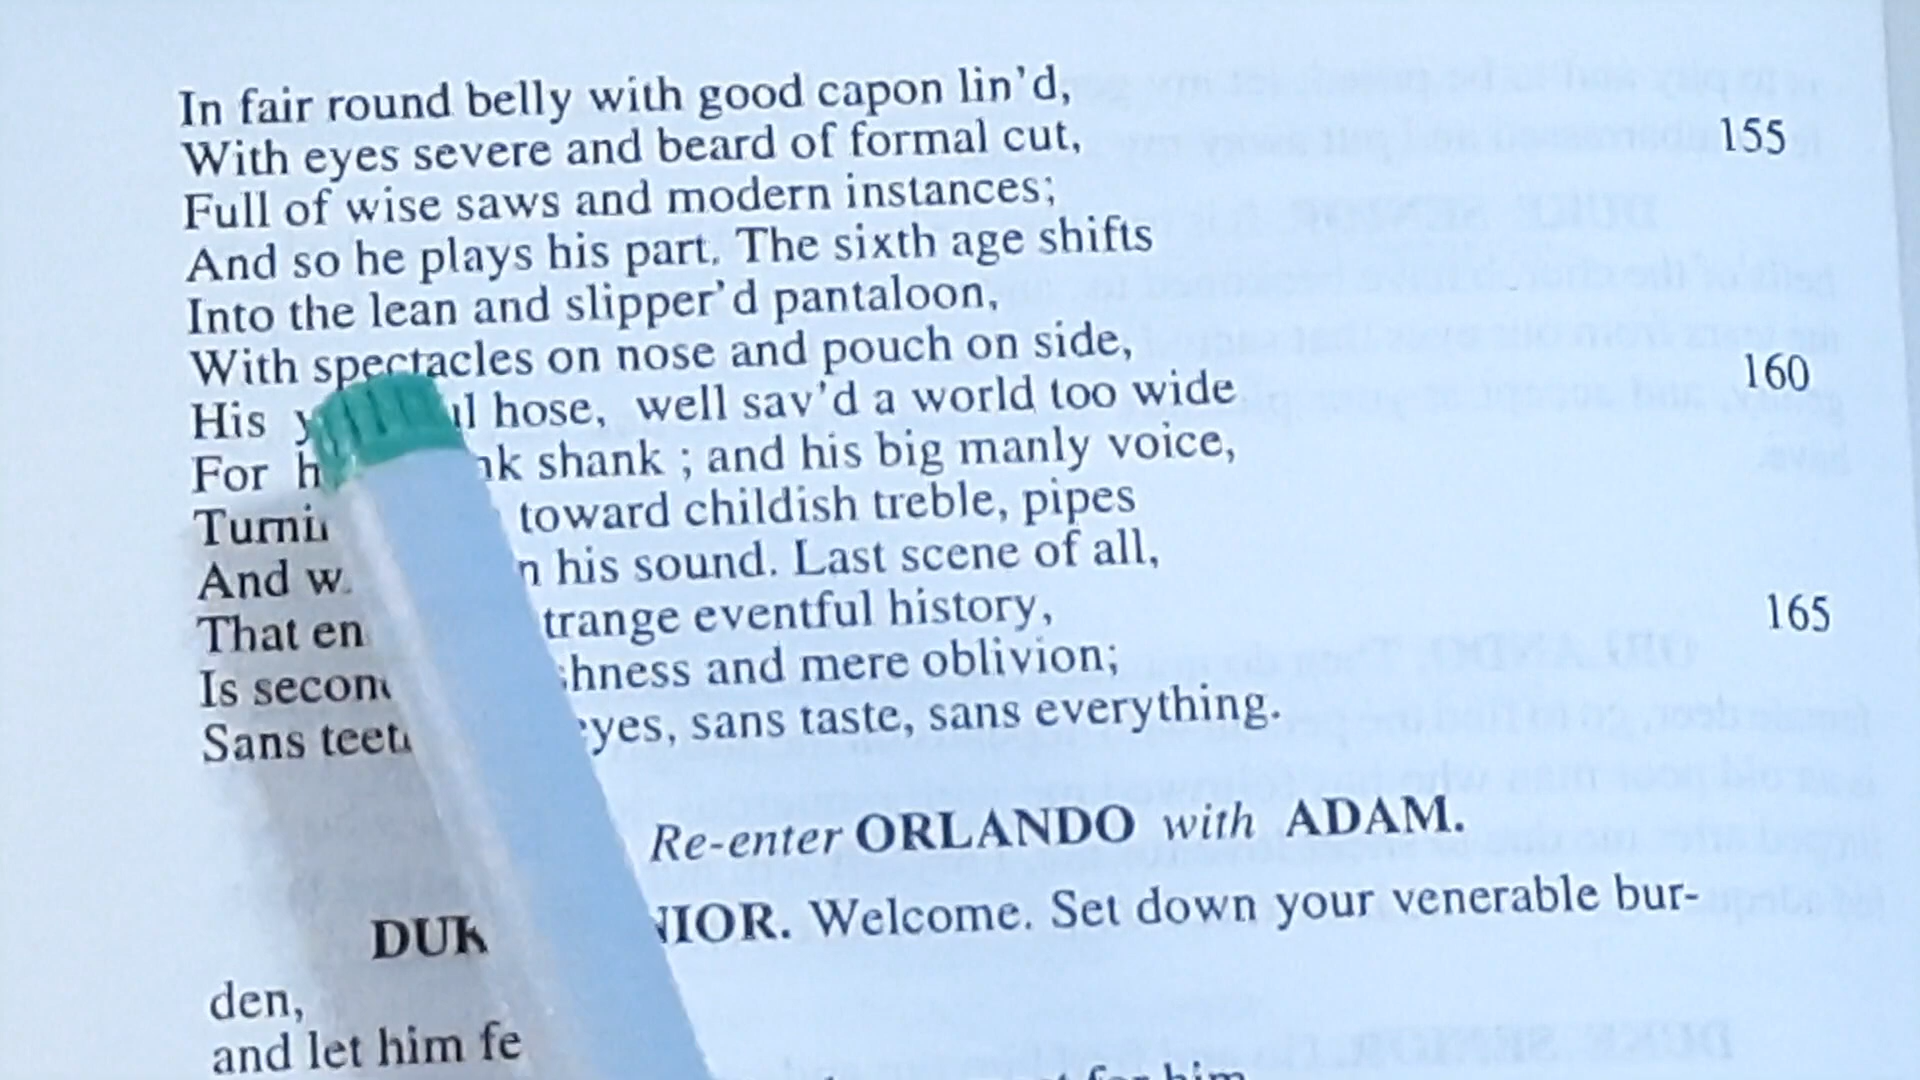 In fair round belly with good capon lin'd,
With eyes severe and beard of formal cut, 155
Full of wise saws and modern instances;
And so he plays his part. The sixth age shifts
Into the lean and slipper'd pantaloon,
With spectacles on nose and pouch on side, 160
His hose, well sav'd a world too wide
For shank ; and his big manly voice,
toward childish treble, pipes
And his sound. Last scene of all,
That eventful history, 165
Is and mere oblivion;
Sans eyes, sans taste, sans everything.
Re-enter ORLANDO with ADAM.
Welcome. Set down your venerable bur-
den,
and let him
for him